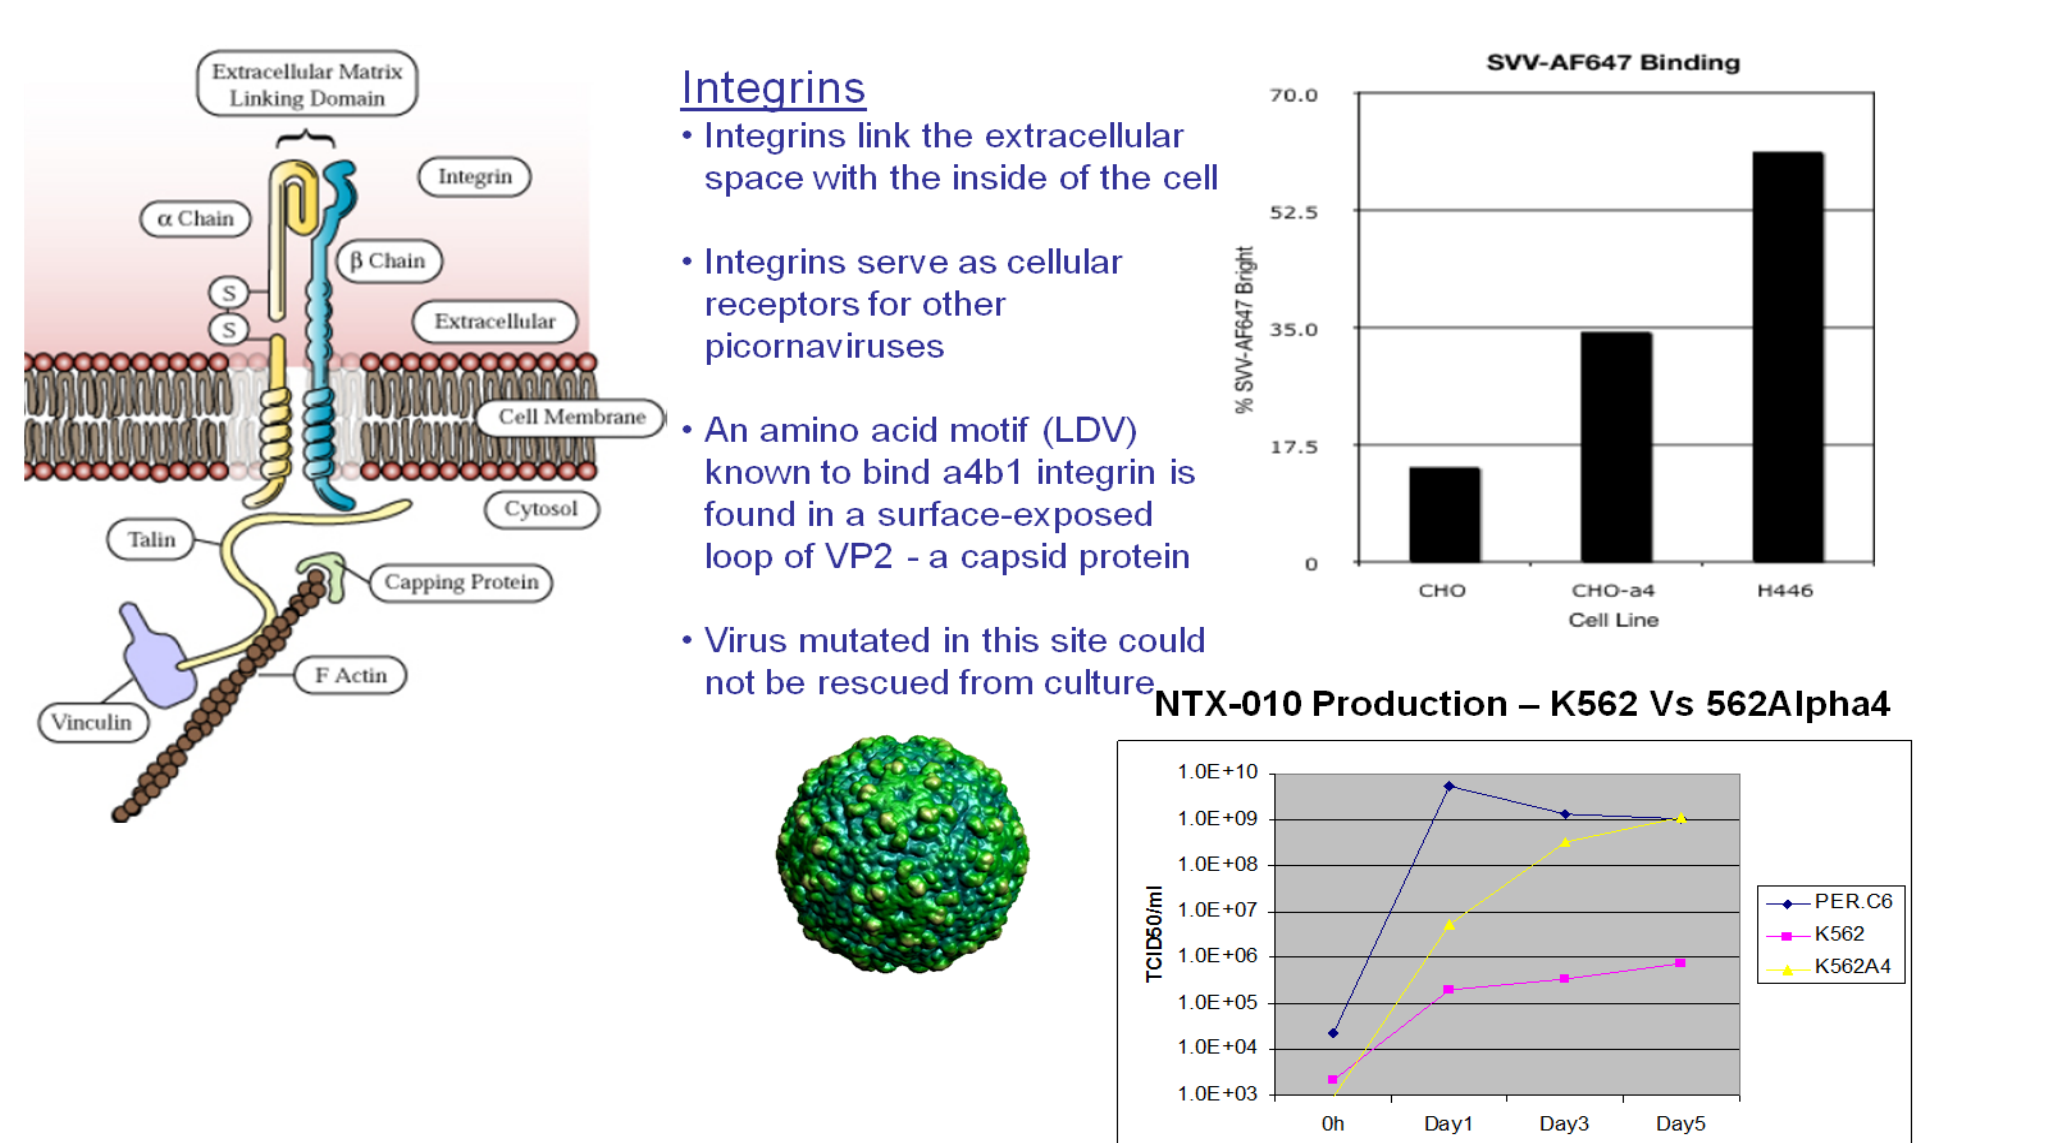 Extracellular Matrix
Linking Domain
Integrin
α Chain
β Chain
S
S
Extracellular
Cell Membrane
Cytosol
Talin
Capping Protein
F Actin
Vinculin
Integrins
• Integrins link the extracellular
space with the inside of the cell
• Integrins serve as cellular
receptors for other
picornaviruses
• An amino acid motif (LDV)
known to bind a4b1 integrin is
found in a surface-exposed
loop of VP2 - a capsid protein
• Virus mutated in this site could
not be rescued from culture
SVV-AF647 Binding
70.0
52.5
35.0
17.5
0
% SVV-AF647 Bright
CHO
CHO-a4
H446
Cell Line
NTX-010 Production – K562 Vs 562Alpha4
1.0E+10
1.0E+09
1.0E+08
1.0E+07
1.0E+06
1.0E+05
1.0E+04
1.0E+03
TCID50/ml
0h
Day1
Day3
Day5
PER.C6
K562
K562A4